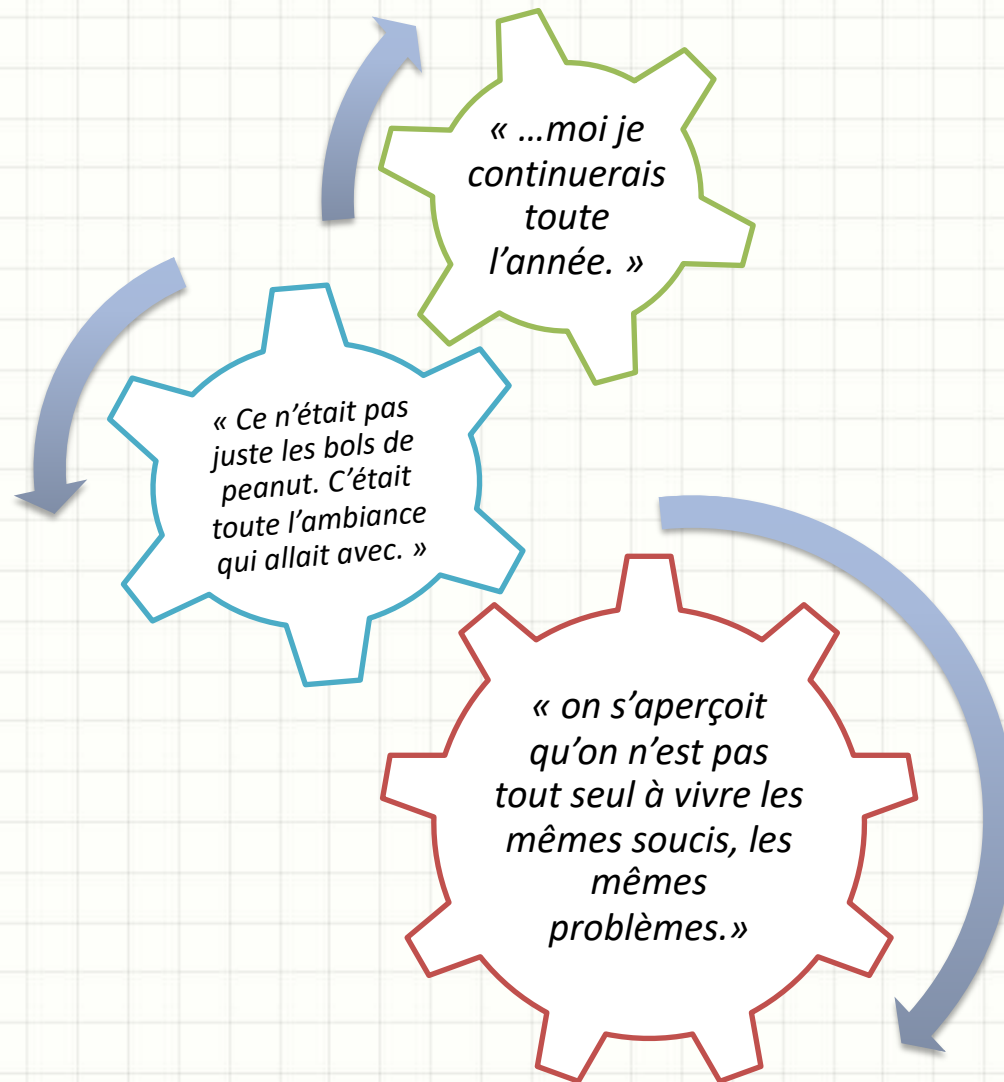 « …moi je
continuerais
toute
l’année. »
« Ce n’était pas
juste les bols de
peanut. C’était
toute l’ambiance
qui allait avec. »
« on s’aperçoit
qu’on n’est pas
tout seul à vivre les
mêmes soucis, les
mêmes
problèmes.»